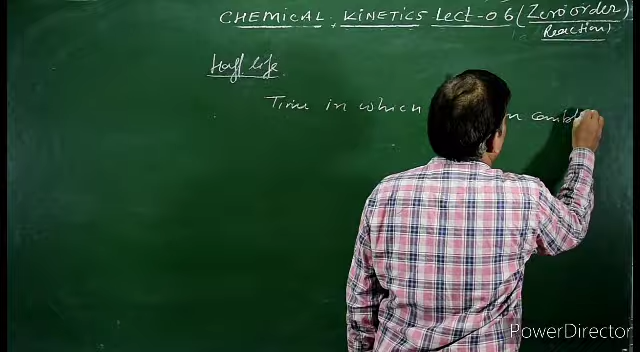 CHEMICAL KINETICS Lect-06 (Zero order
Reaction)
Half life
Time in which
PowerDirector